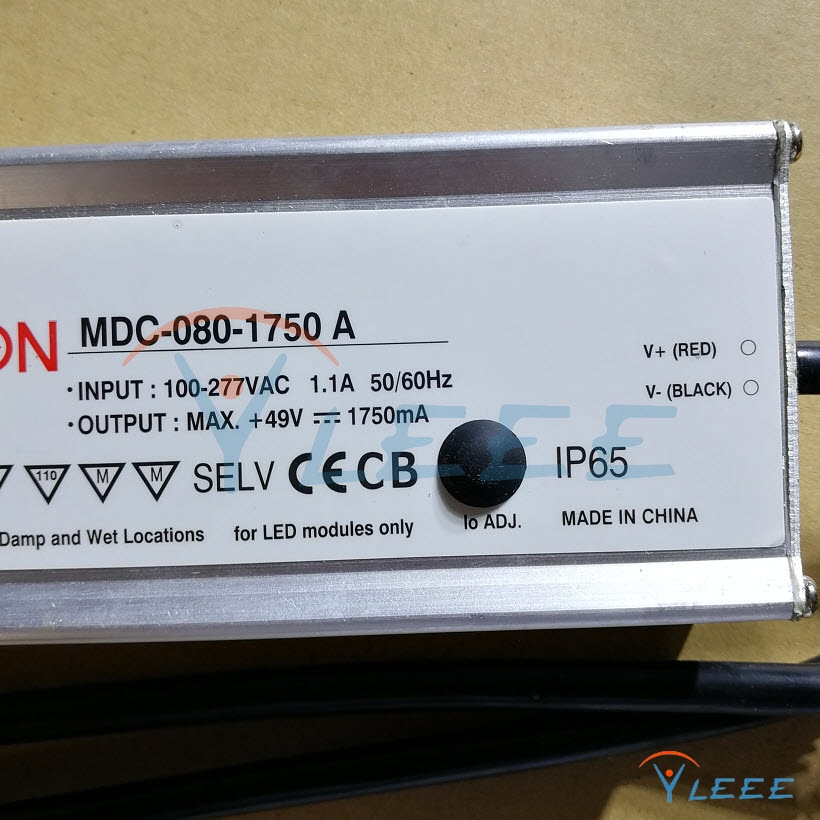 MDC-080-1750 A
·INPUT : 100-277VAC 1.1A 50/60Hz
·OUTPUT : MAX. +49V ⎓ 1750mA
V+ (RED)
V- (BLACK)
110 M M SELV CE CB IP65
Damp and Wet Locations for LED modules only Io ADJ. MADE IN CHINA
YLEEE
YLEEE